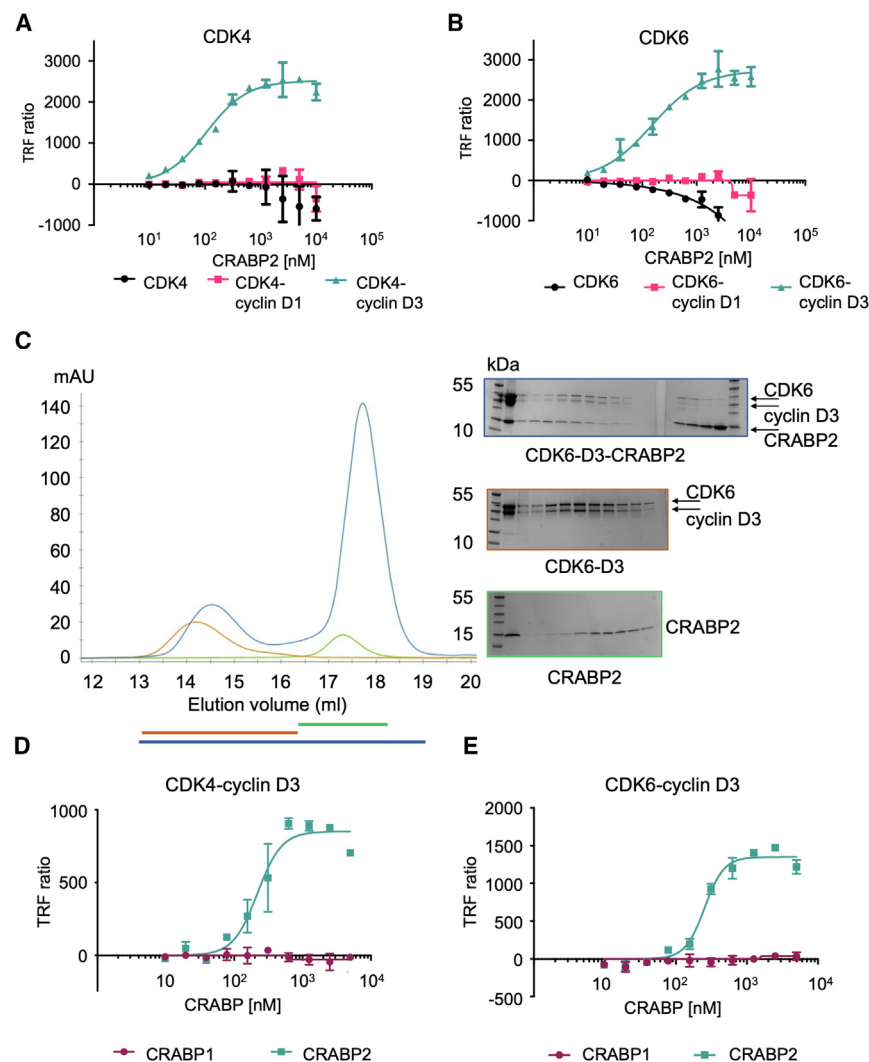 A
CDK4
3000
2000
1000
0
-1000
TRF ratio
10¹
10²
10³
10⁴
10⁵
CRABP2 [nM]
CDK4
CDK4-
cyclin D1
CDK4-
cyclin D3
B
CDK6
3000
2000
1000
0
-1000
TRF ratio
10¹
10²
10³
10⁴
10⁵
CRABP2 [nM]
CDK6
CDK6-
cyclin D1
CDK6-
cyclin D3
C
mAU
140
120
100
80
60
40
20
0
12 13 14 15 16 17 18 19 20
Elution volume (ml)
kDa
55
10
CDK6
cyclin D3
CRABP2
CDK6-D3-CRABP2
55
10
CDK6
cyclin D3
CDK6-D3
55
15
CRABP2
CRABP2
D
CDK4-cyclin D3
1000
500
0
TRF ratio
10
10²
10³
10⁴
CRABP [nM]
CRABP1
CRABP2
E
CDK6-cyclin D3
2000
1500
1000
500
0
-500
TRF ratio
10
10²
10³
10⁴
CRABP [nM]
CRABP1
CRABP2